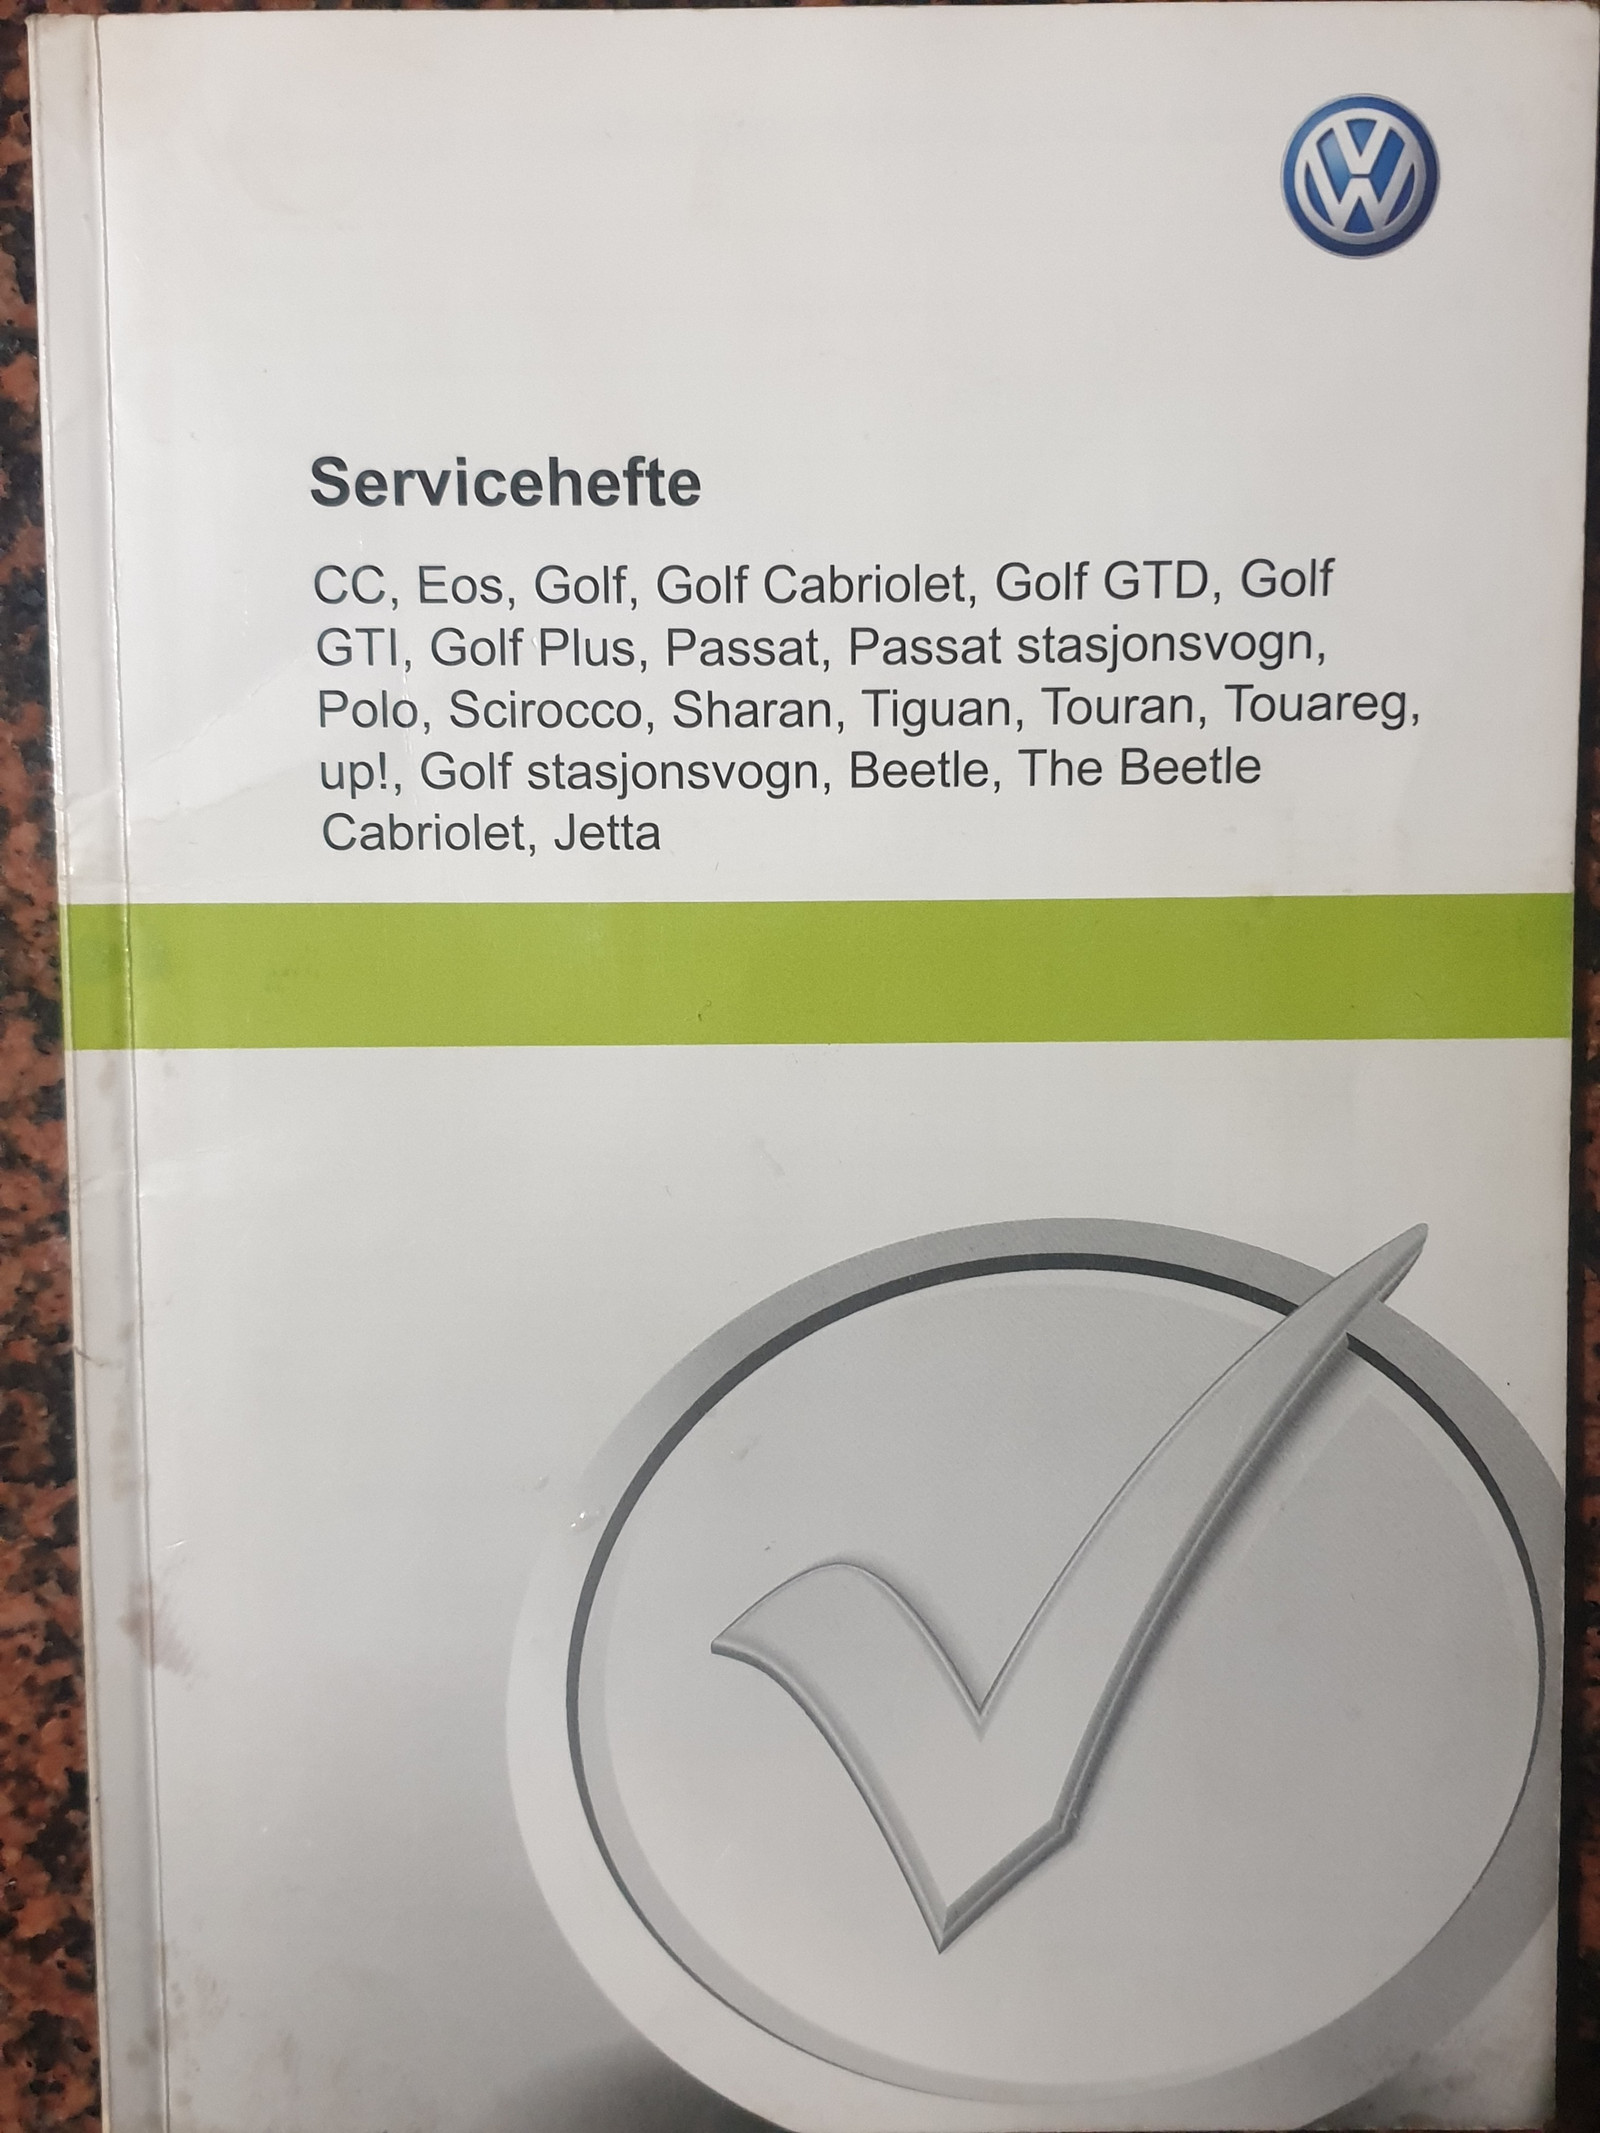 Servicehefte
CC, Eos, Golf, Golf Cabriolet, Golf GTD, Golf
GTI, Golf Plus, Passat, Passat stasjonsvogn,
Polo, Scirocco, Sharan, Tiguan, Touran, Touareg,
up!, Golf stasjonsvogn, Beetle, The Beetle
Cabriolet, Jetta